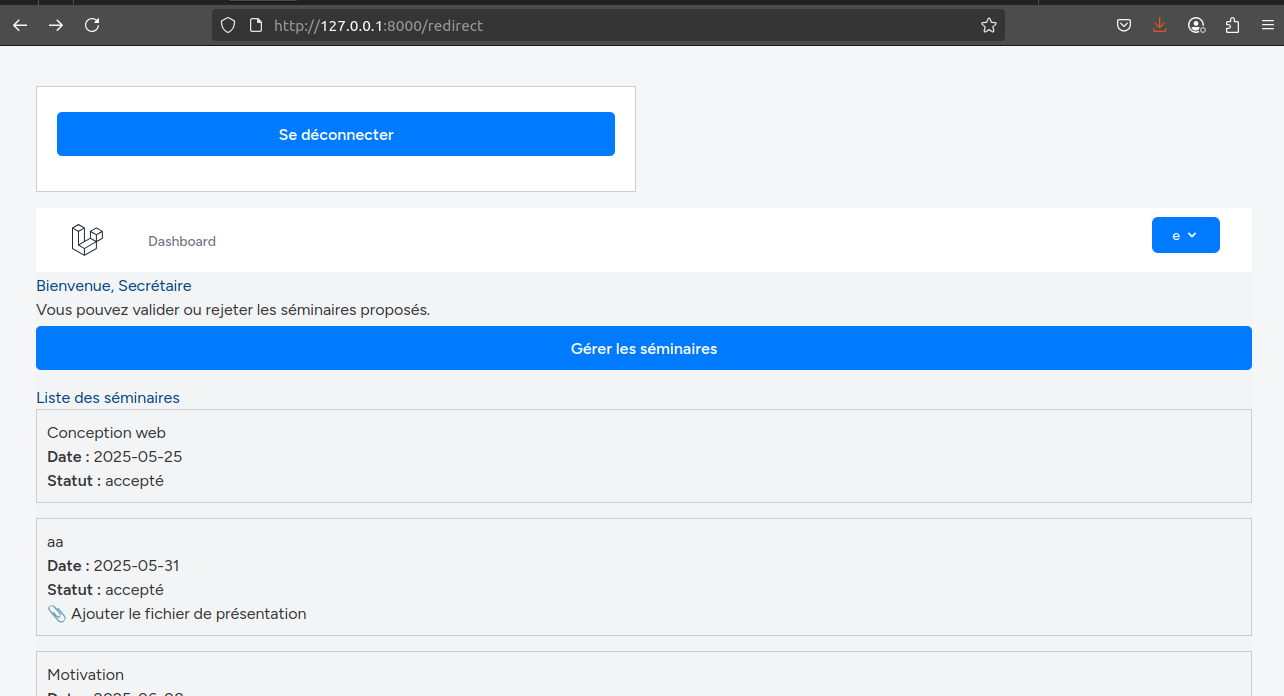 http://127.0.0.1:8000/redirect
Se déconnecter
Dashboard
e
Bienvenue, Secrétaire
Vous pouvez valider ou rejeter les séminaires proposés.
Gérer les séminaires
Liste des séminaires
Conception web
Date : 2025-05-25
Statut : accepté
aa
Date : 2025-05-31
Statut : accepté
📎 Ajouter le fichier de présentation
Motivation